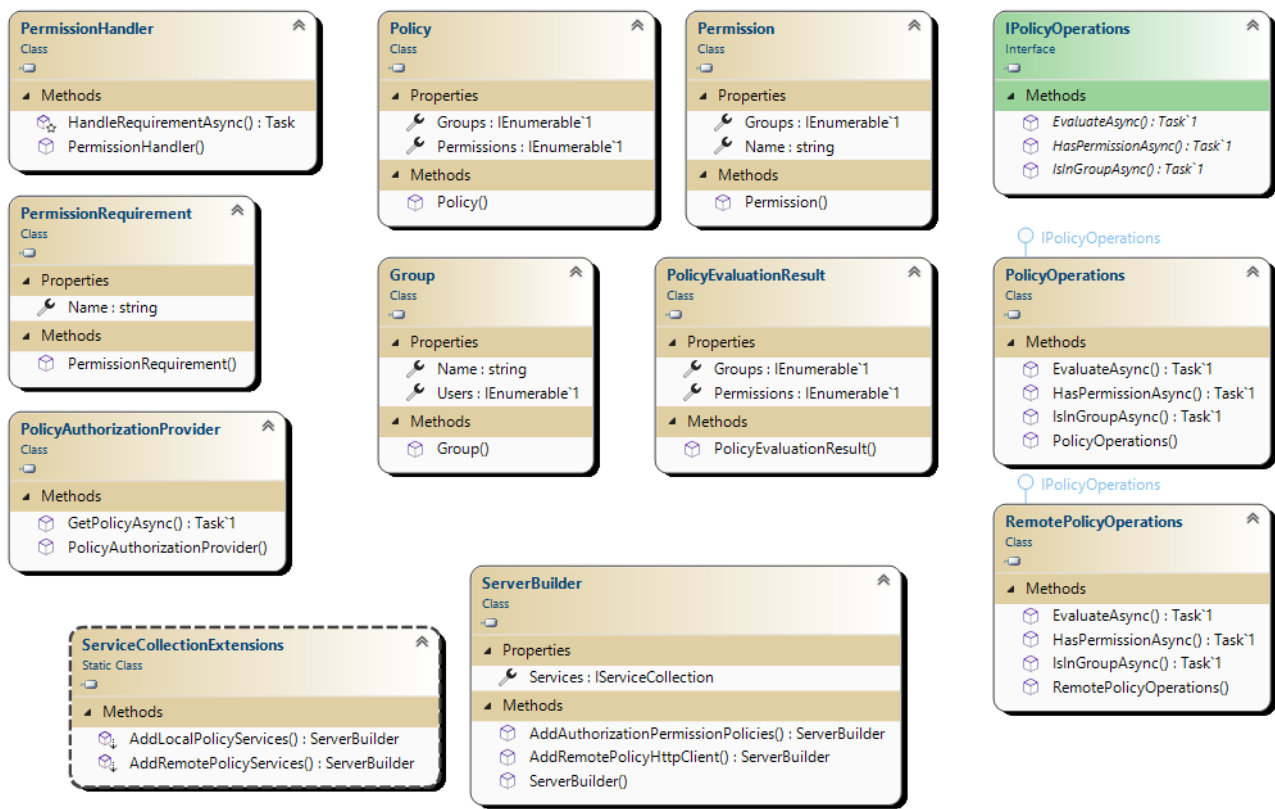 PermissionHandler
Class
Methods
HandleRequirementAsync() : Task
PermissionHandler()
PermissionRequirement
Class
Properties
Name : string
Methods
PermissionRequirement()
PolicyAuthorizationProvider
Class
Methods
GetPolicyAsync() : Task`1
PolicyAuthorizationProvider()
Policy
Class
Properties
Groups : IEnumerable`1
Permissions : IEnumerable`1
Methods
Policy()
Permission
Class
Properties
Groups : IEnumerable`1
Name : string
Methods
Permission()
Group
Class
Properties
Name : string
Users : IEnumerable`1
Methods
Group()
PolicyEvaluationResult
Class
Properties
Groups : IEnumerable`1
Permissions : IEnumerable`1
Methods
PolicyEvaluationResult()
IPolicyOperations
Interface
Methods
EvaluateAsync() : Task`1
HasPermissionAsync() : Task`1
IsInGroupAsync() : Task`1
IPolicyOperations
PolicyOperations
Class
Methods
EvaluateAsync() : Task`1
HasPermissionAsync() : Task`1
IsInGroupAsync() : Task`1
PolicyOperations()
IPolicyOperations
RemotePolicyOperations
Class
Methods
EvaluateAsync() : Task`1
HasPermissionAsync() : Task`1
IsInGroupAsync() : Task`1
RemotePolicyOperations()
ServiceCollectionExtensions
Static Class
Methods
AddLocalPolicyServices() : ServerBuilder
AddRemotePolicyServices() : ServerBuilder
ServerBuilder
Class
Properties
Services : IServiceCollection
Methods
AddAuthorizationPermissionPolicies() : ServerBuilder
AddRemotePolicyHttpClient() : ServerBuilder
ServerBuilder()